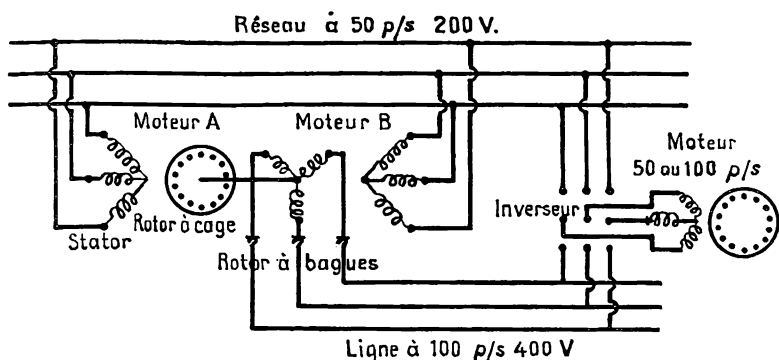 Réseau à 50 p/s 200 V.
Moteur A
Moteur B
Moteur
50 ou 100 p/s
Inverseur
Stator
Rotor à cage
Rotor à bagues
Ligne à 100 p/s 400 V